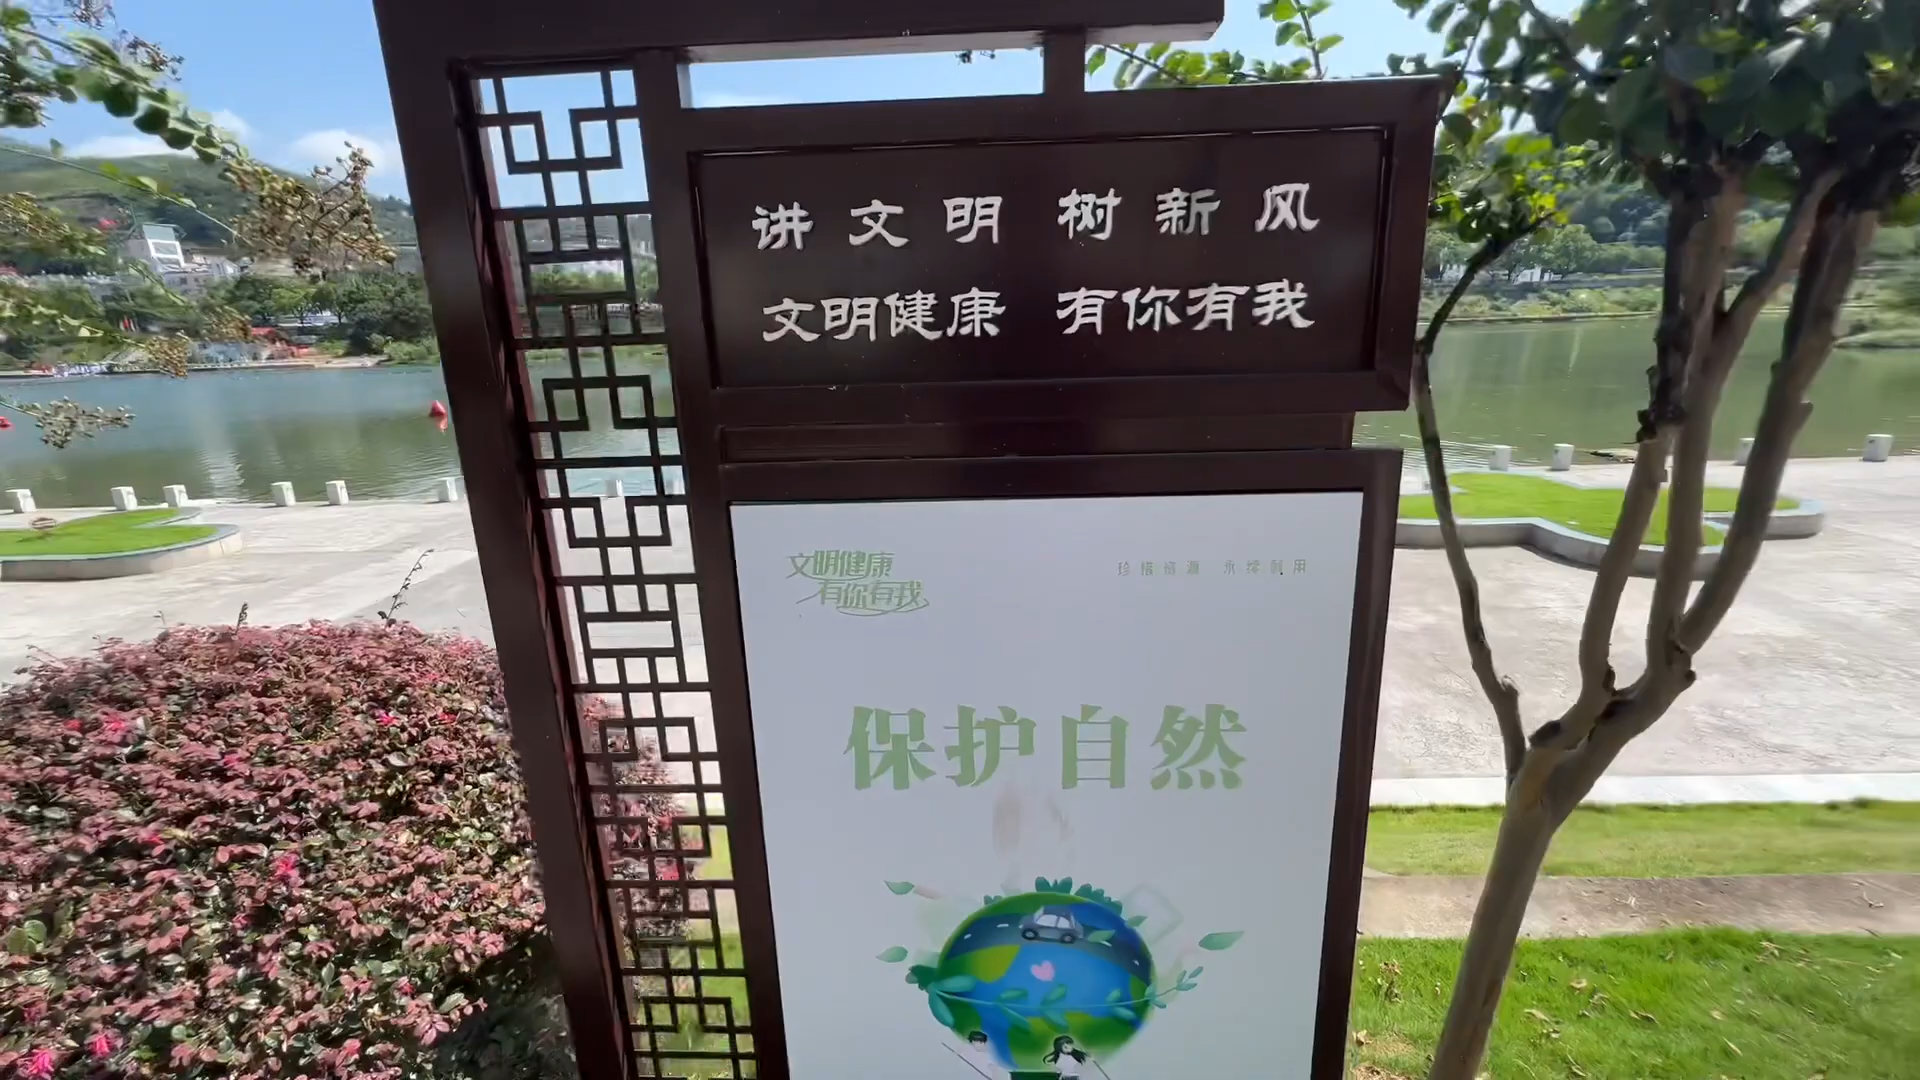 讲文明 树新风
文明健康 有你有我
文明健康
有你有我
珍惜资源 永续利用
保护自然